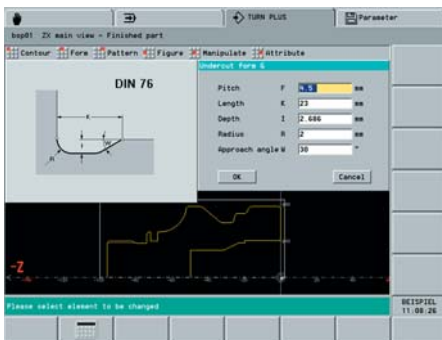 TURN PLUS
Parameter
bsp01 ZX main view - Finished part
Contour Form Pattern Figure Manipulate Attribute
Undercut form G
DIN 76
K
I
W
R
Pitch F 4.5 mm
Length K 23 mm
Depth I 2.606 mm
Radius R 2 mm
Approach angle W 30 °
OK Cancel
-Z
Please select element to be changed
BEISPIEL
11:08:26